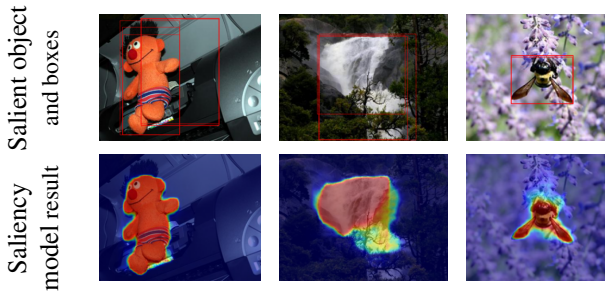 Salient object
and boxes
Saliency
model result